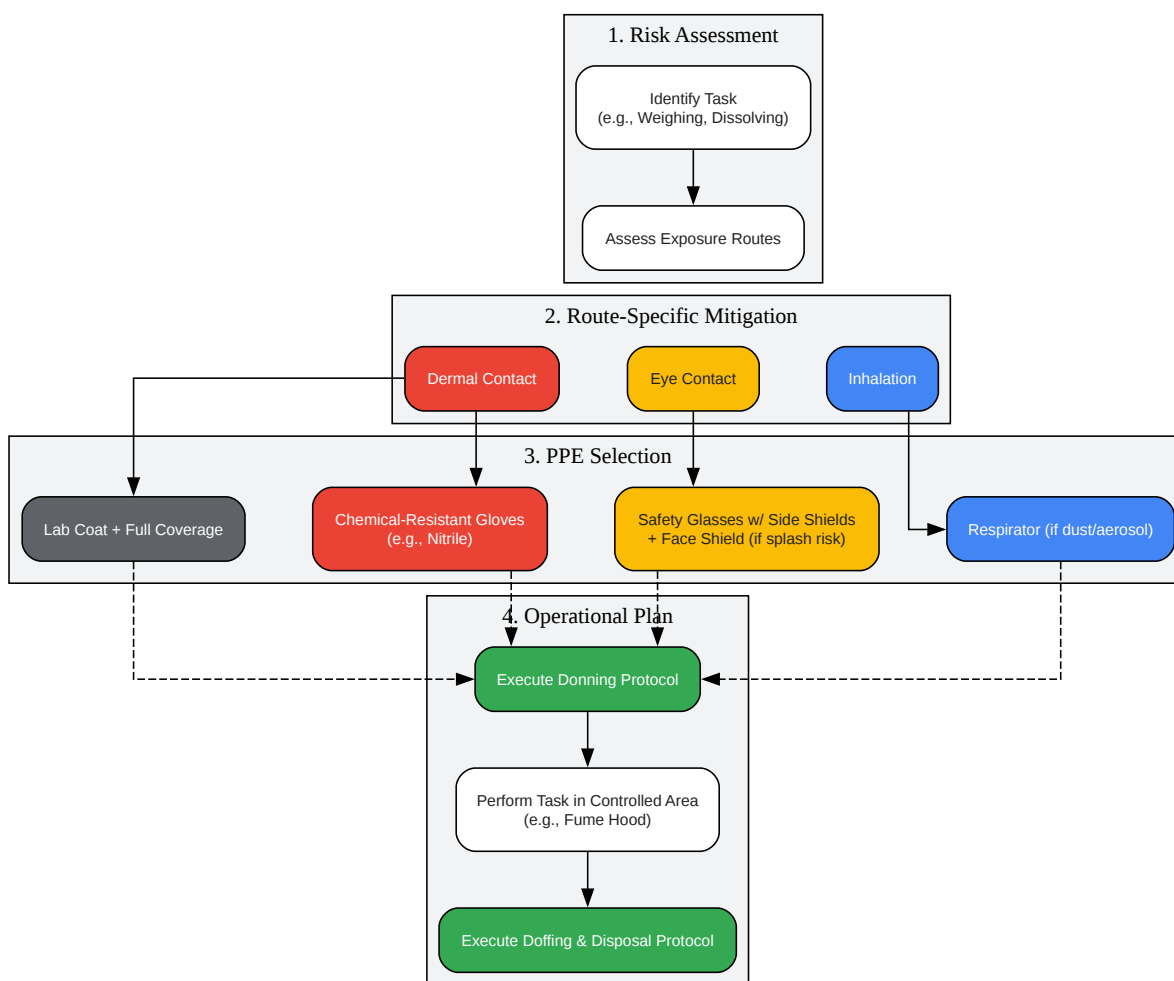 1. Risk Assessment
Identify Task
(e.g., Weighing, Dissolving)
Assess Exposure Routes
2. Route-Specific Mitigation
Dermal Contact
Eye Contact
Inhalation
3. PPE Selection
Lab Coat + Full Coverage
Chemical-Resistant Gloves
(e.g., Nitrile)
Safety Glasses w/ Side Shields
+ Face Shield (if splash risk)
Respirator (if dust/aerosol)
4. Operational Plan
Execute Donning Protocol
Perform Task in Controlled Area
(e.g., Fume Hood)
Execute Doffing & Disposal Protocol